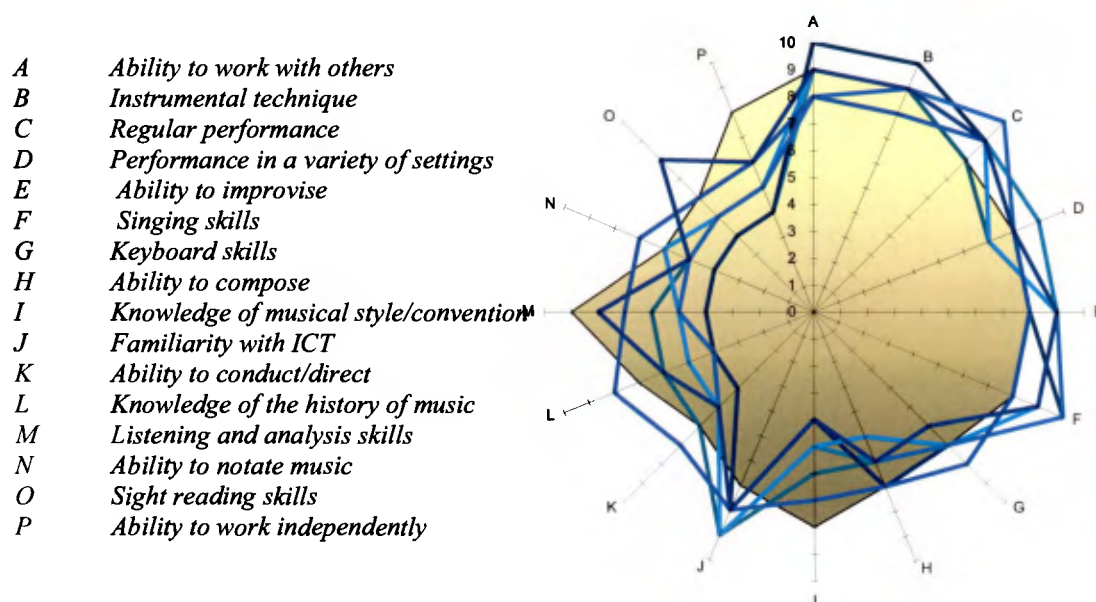 A Ability to work with others
B Instrumental technique
C Regular performance
D Performance in a variety of settings
E Ability to improvise
F Singing skills
G Keyboard skills
H Ability to compose
I Knowledge of musical style/convention
J Familiarity with ICT
K Ability to conduct/direct
L Knowledge of the history of music
M Listening and analysis skills
N Ability to notate music
O Sight reading skills
P Ability to work independently
A
B
C
D
E
F
G
H
I
J
K
L
M
N
O
P
10
9
8
7
6
5
4
3
2
1
0